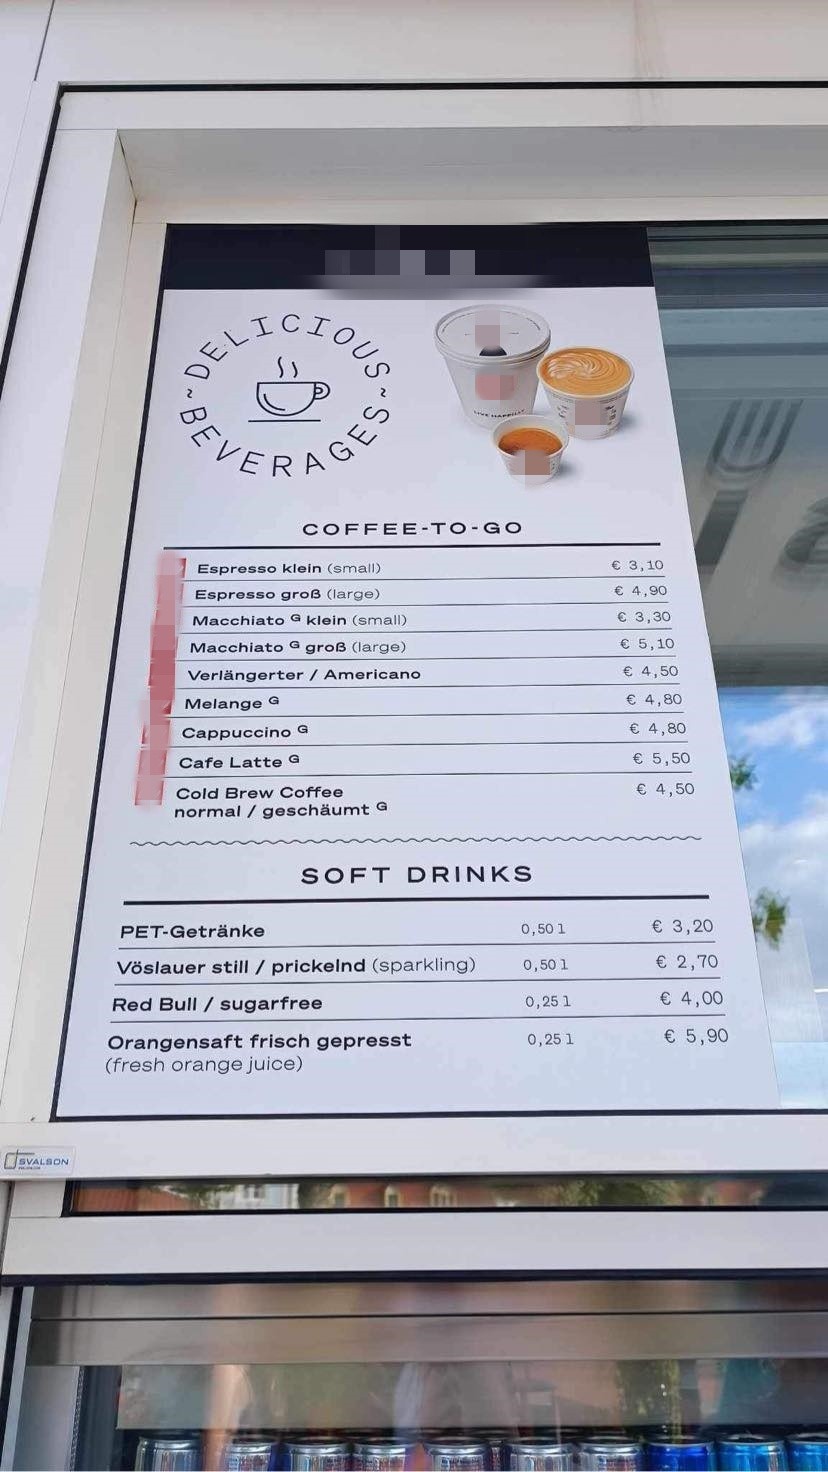 ~ DELICIOUS ~
BEVERAGES
LIVE HAPPILLY
COFFEE-TO-GO
Espresso klein (small) € 3,10
Espresso groß (large) € 4,90
Macchiato G klein (small) € 3,30
Macchiato G groß (large) € 5,10
Verlängerter / Americano € 4,50
Melange G € 4,80
Cappuccino G € 4,80
Cafe Latte G € 5,50
Cold Brew Coffee € 4,50
normal / geschäumt G
SOFT DRINKS
PET-Getränke 0,50 l € 3,20
Vöslauer still / prickelnd (sparkling) 0,50 l € 2,70
Red Bull / sugarfree 0,25 l € 4,00
Orangensaft frisch gepresst 0,25 l € 5,90
(fresh orange juice)
SVALSON